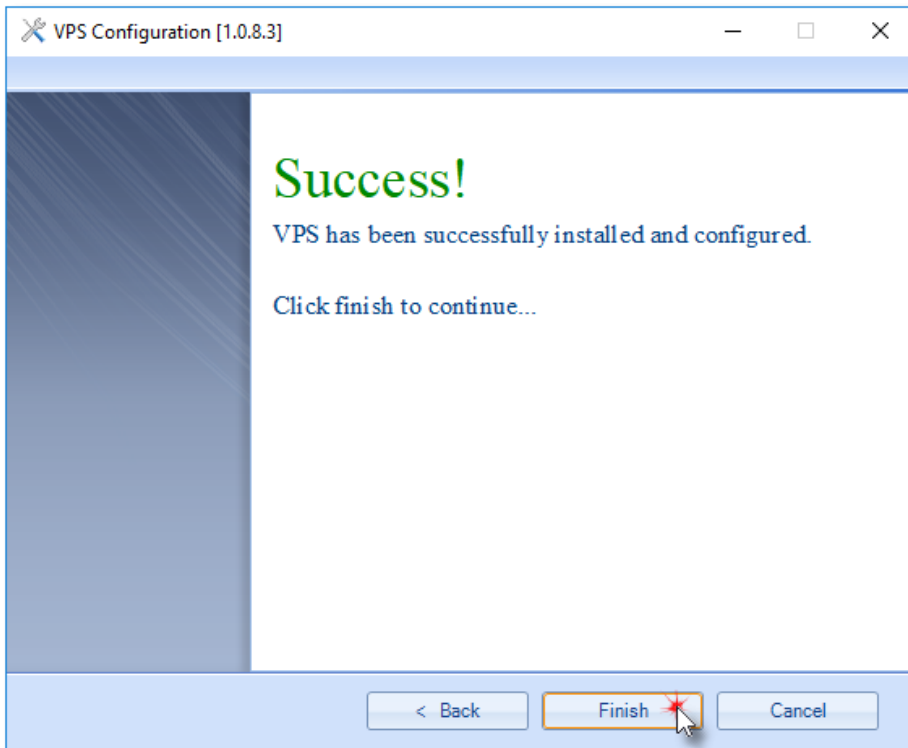 VPS Configuration [1.0.8.3]
Success!
VPS has been successfully installed and configured.
Click finish to continue...
< Back
Finish
Cancel